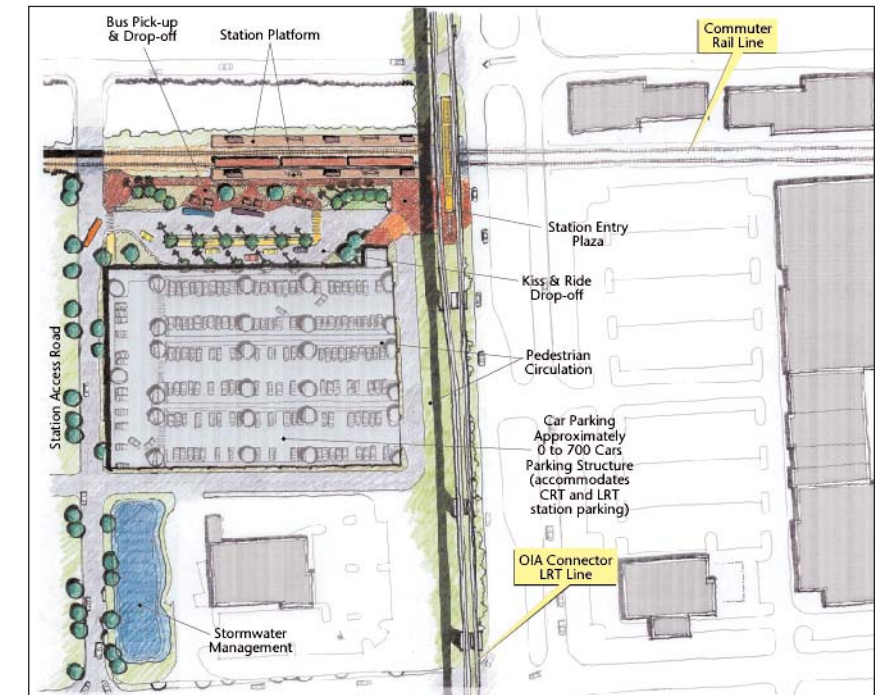 Bus Pick-up
& Drop-off
Station Platform
Commuter
Rail Line
Station Entry
Plaza
Kiss & Ride
Drop-off
Pedestrian
Circulation
Station Access Road
Car Parking
Approximately
0 to 700 Cars
Parking Structure
(accommodates
CRT and LRT
station parking)
OIA Connector
LRT Line
Stormwater
Management